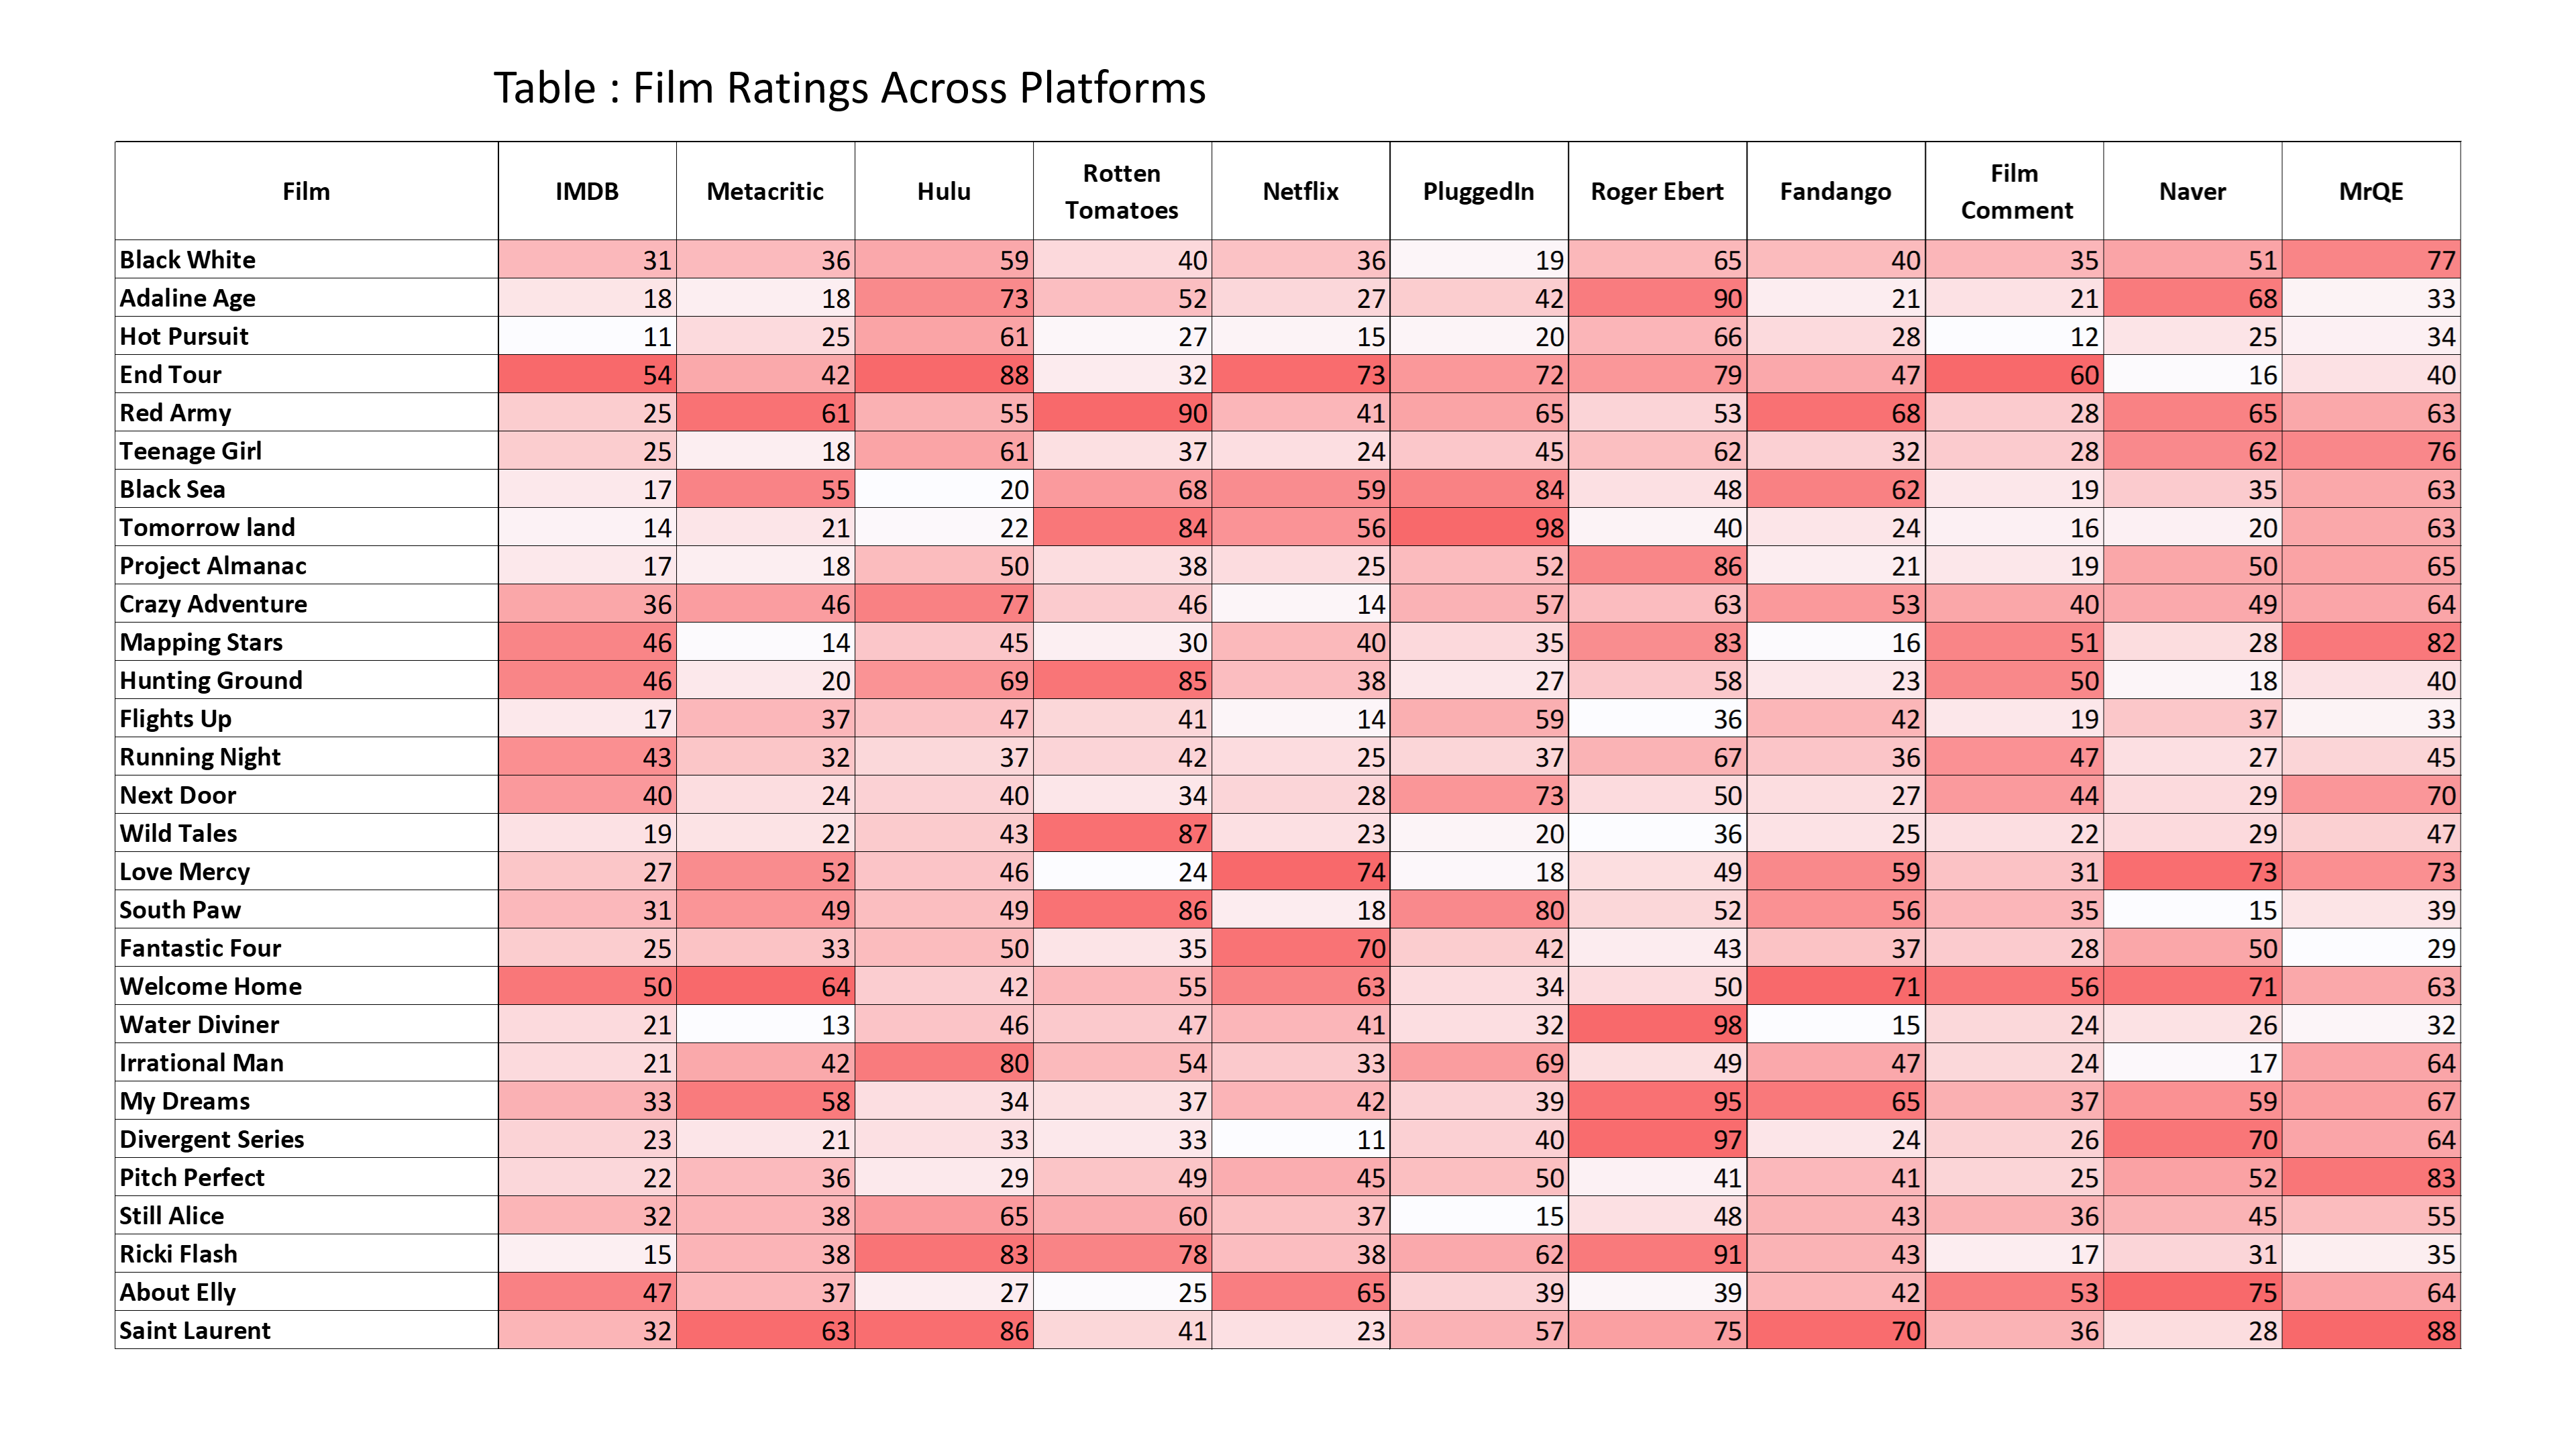 Table : Film Ratings Across Platforms
Film IMDB Metacritic Hulu Rotten Tomatoes Netflix PluggedIn Roger Ebert Fandango Film Comment Naver MrQE
Black White 31 36 59 40 36 19 65 40 35 51 77
Adaline Age 18 18 73 52 27 42 90 21 21 68 33
Hot Pursuit 11 25 61 27 15 20 66 28 12 25 34
End Tour 54 42 88 32 73 72 79 47 60 16 40
Red Army 25 61 55 90 41 65 53 68 28 65 63
Teenage Girl 25 18 61 37 24 45 62 32 28 62 76
Black Sea 17 55 20 68 59 84 48 62 19 35 63
Tomorrow land 14 21 22 84 56 98 40 24 16 20 63
Project Almanac 17 18 50 38 25 52 86 21 19 50 65
Crazy Adventure 36 46 77 46 14 57 63 53 40 49 64
Mapping Stars 46 14 45 30 40 35 83 16 51 28 82
Hunting Ground 46 20 69 85 38 27 58 23 50 18 40
Flights Up 17 37 47 41 14 59 36 42 19 37 33
Running Night 43 32 37 42 25 37 67 36 47 27 45
Next Door 40 24 40 34 28 73 50 27 44 29 70
Wild Tales 19 22 43 87 23 20 36 25 22 29 47
Love Mercy 27 52 46 24 74 18 49 59 31 73 73
South Paw 31 49 49 86 18 80 52 56 35 15 39
Fantastic Four 25 33 50 35 70 42 43 37 28 50 29
Welcome Home 50 64 42 55 63 34 50 71 56 71 63
Water Diviner 21 13 46 47 41 32 98 15 24 26 32
Irrational Man 21 42 80 54 33 69 49 47 24 17 64
My Dreams 33 58 34 37 42 39 95 65 37 59 67
Divergent Series 23 21 33 33 11 40 97 24 26 70 64
Pitch Perfect 22 36 29 49 45 50 41 41 25 52 83
Still Alice 32 38 65 60 37 15 48 43 36 45 55
Ricki Flash 15 38 83 78 38 62 91 43 17 31 35
About Elly 47 37 27 25 65 39 39 42 53 75 64
Saint Laurent 32 63 86 41 23 57 75 70 36 28 88